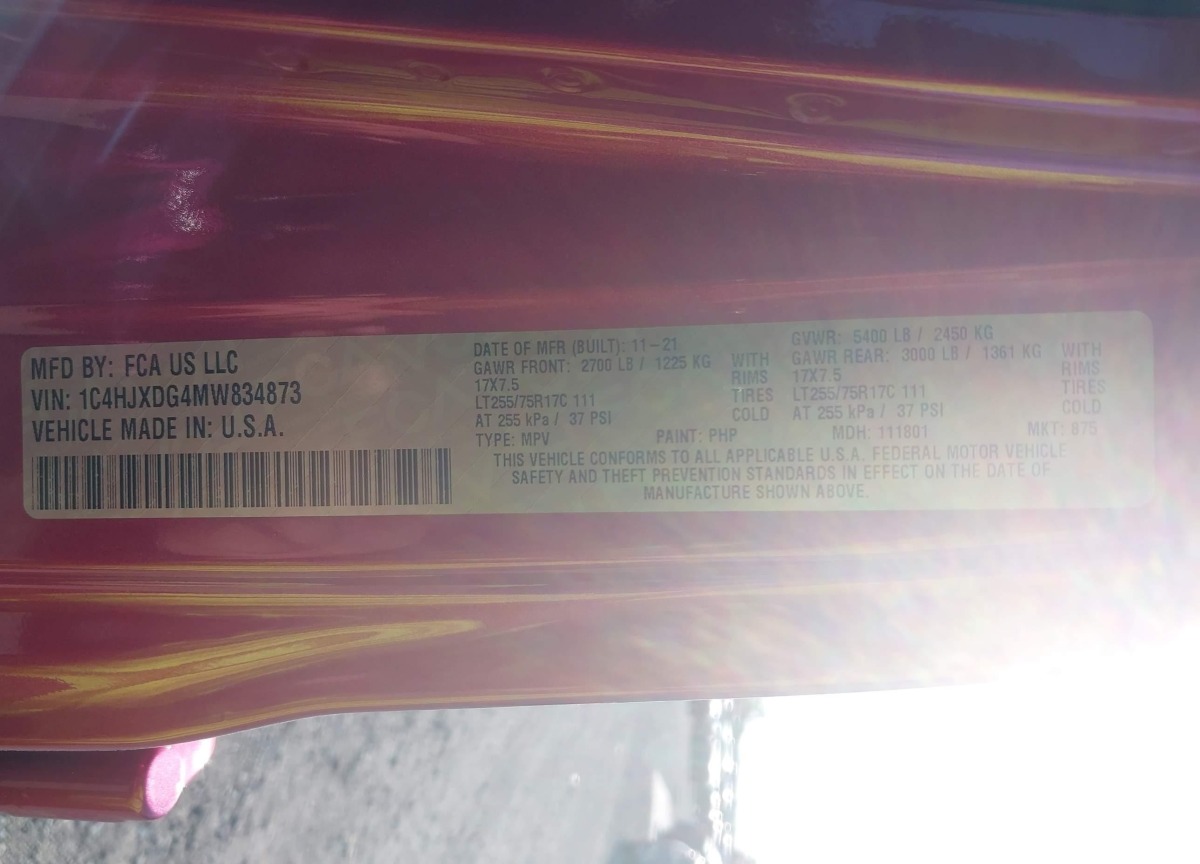 MFD BY: FCA US LLC
VIN: 1C4HJXDG4MW834873
VEHICLE MADE IN: U.S.A.
DATE OF MFR (BUILT): 11-21
GAWR FRONT: 2700 LB / 1225 KG WITH
17X7.5 RIMS
LT255/75R17C 111 TIRES
AT 255 kPa / 37 PSI COLD
GVWR: 5400 LB / 2450 KG
GAWR REAR: 3000 LB / 1361 KG WITH
17X7.5 RIMS
LT255/75R17C 111 TIRES
AT 255 kPa / 37 PSI COLD
TYPE: MPV PAINT: PHP MDH: 111801 MKT: 875
THIS VEHICLE CONFORMS TO ALL APPLICABLE U.S.A. FEDERAL MOTOR VEHICLE
SAFETY AND THEFT PREVENTION STANDARDS IN EFFECT ON THE DATE OF
MANUFACTURE SHOWN ABOVE.